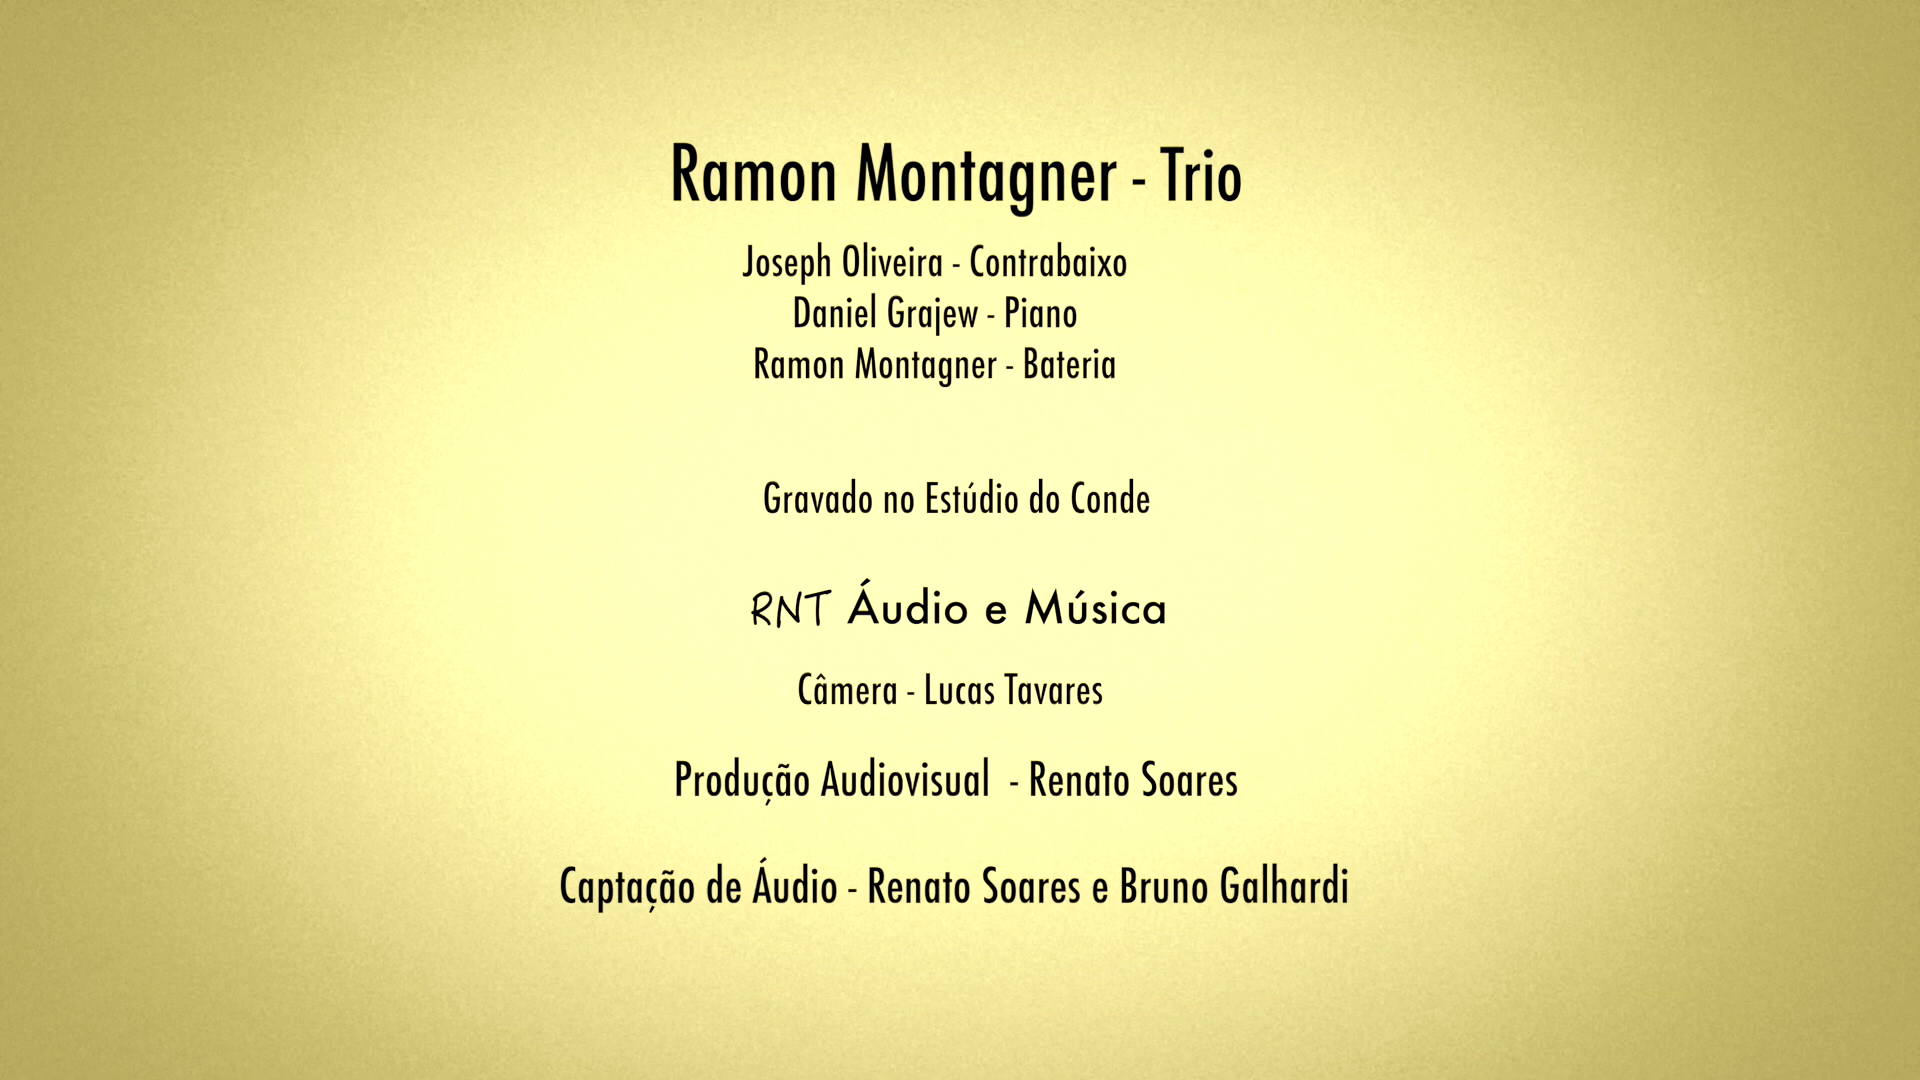 Ramon Montagner - Trio
Joseph Oliveira - Contrabaixo
Daniel Grajew - Piano
Ramon Montagner - Bateria
Gravado no Estúdio do Conde
RNT Áudio e Música
Câmera - Lucas Tavares
Produção Audiovisual - Renato Soares
Captação de Áudio - Renato Soares e Bruno Galhardi